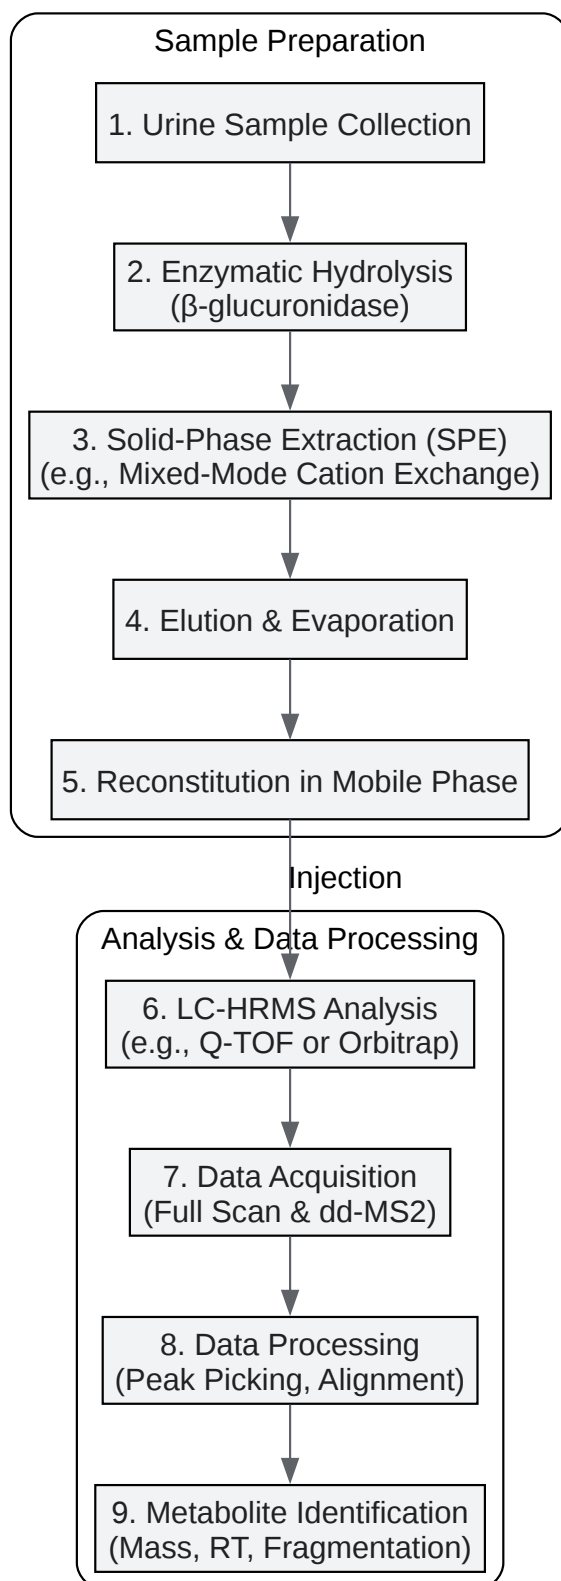 Sample Preparation
1. Urine Sample Collection
2. Enzymatic Hydrolysis
(β-glucuronidase)
3. Solid-Phase Extraction (SPE)
(e.g., Mixed-Mode Cation Exchange)
4. Elution & Evaporation
5. Reconstitution in Mobile Phase
Injection
Analysis & Data Processing
6. LC-HRMS Analysis
(e.g., Q-TOF or Orbitrap)
7. Data Acquisition
(Full Scan & dd-MS2)
8. Data Processing
(Peak Picking, Alignment)
9. Metabolite Identification
(Mass, RT, Fragmentation)